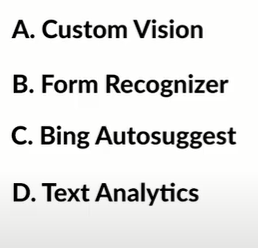 A. Custom Vision
B. Form Recognizer
C. Bing Autosuggest
D. Text Analytics